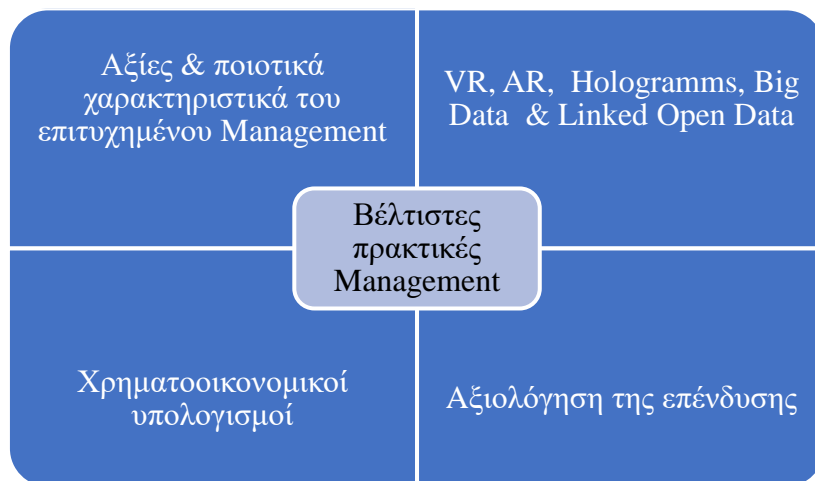 Αξίες & ποιοτικά
χαρακτηριστικά του
επιτυχημένου Management
VR, AR, Hologramms, Big
Data & Linked Open Data
Βέλτιστες
πρακτικές
Management
Χρηματοοικονομικοί
υπολογισμοί
Αξιολόγηση της επένδυσης